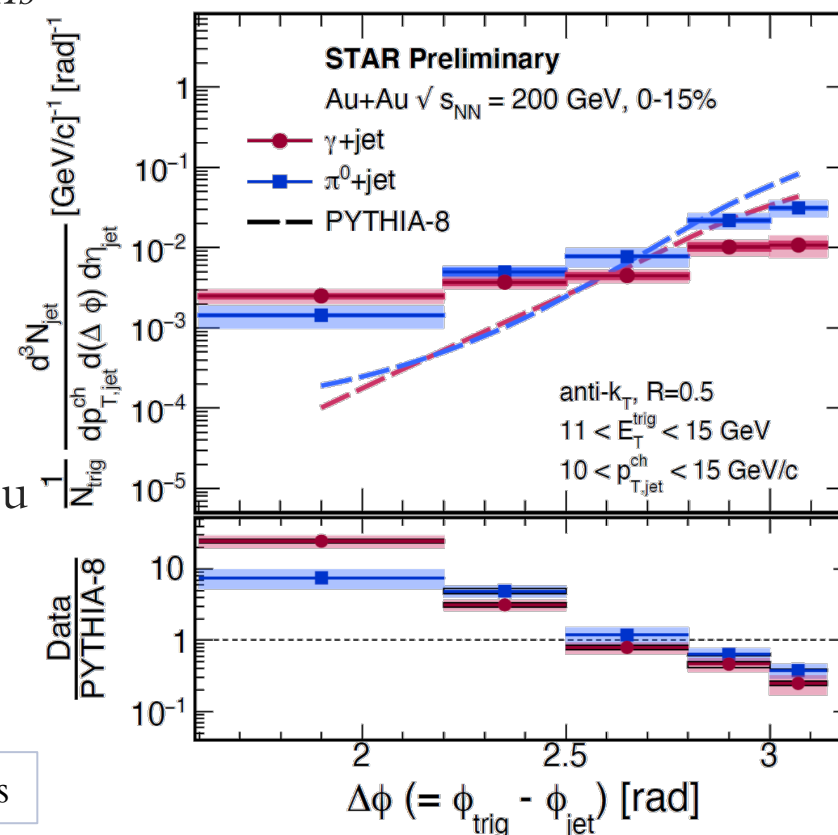 STAR Preliminary
Au+Au √ s_NN = 200 GeV, 0-15%
γ+jet
π⁰+jet
PYTHIA-8
1/N_trig d³N_jet/dp^ch_T,jet d(Δ ϕ) dη_jet [GeV/c]⁻¹ [rad]⁻¹
1
10⁻¹
10⁻²
10⁻³
10⁻⁴
10⁻⁵
anti-k_T, R=0.5
11 < E_T^trig < 15 GeV
10 < p^ch_T,jet < 15 GeV/c
u
Data
PYTHIA-8
10
1
10⁻¹
2 2.5 3
s
Δϕ (= ϕ_trig - ϕ_jet) [rad]